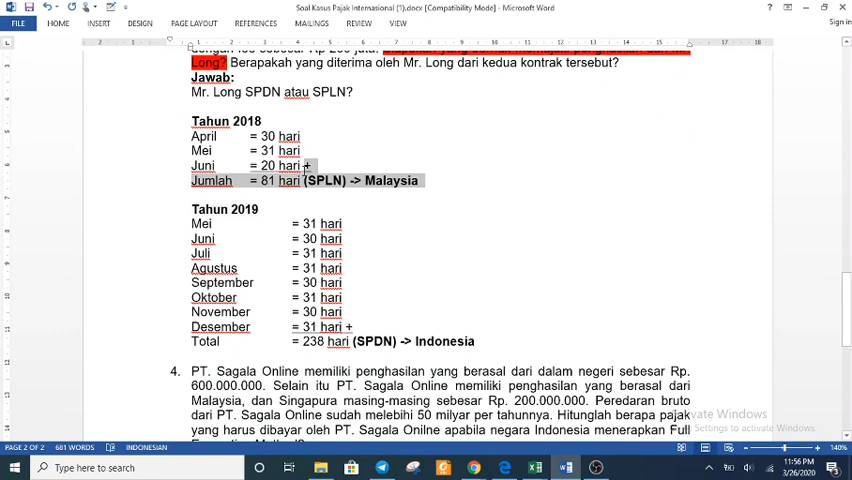 Soal Kasus Pajak Internasional (1).docx [Compatibility Mode] - Microsoft Word
FILE HOME INSERT DESIGN PAGE LAYOUT REFERENCES MAILINGS REVIEW VIEW Sign in
Long? Berapakah yang diterima oleh Mr. Long dari kedua kontrak tersebut?
Jawab:
Mr. Long SPDN atau SPLN?
Tahun 2018
April = 30 hari
Mei = 31 hari
Juni = 20 hari +
Jumlah = 81 hari (SPLN) -> Malaysia
Tahun 2019
Mei = 31 hari
Juni = 30 hari
Juli = 31 hari
Agustus = 31 hari
September = 30 hari
Oktober = 31 hari
November = 30 hari
Desember = 31 hari +
Total = 238 hari (SPDN) -> Indonesia
4. PT. Sagala Online memiliki penghasilan yang berasal dari dalam negeri sebesar Rp.
600.000.000. Selain itu PT. Sagala Online memiliki penghasilan yang berasal dari
Malaysia, dan Singapura masing-masing sebesar Rp. 200.000.000. Peredaran bruto
dari PT. Sagala Online sudah melebihi 50 milyar per tahunnya. Hitunglah berapa pajak
yang harus dibayar oleh PT. Sagala Onilne apabila negara Indonesia menerapkan Full
Activate Windows
Settings to activate Windows.
PAGE 2 OF 2 681 WORDS INDONESIAN 140%
Type here to search
11:56 PM
3/26/2020